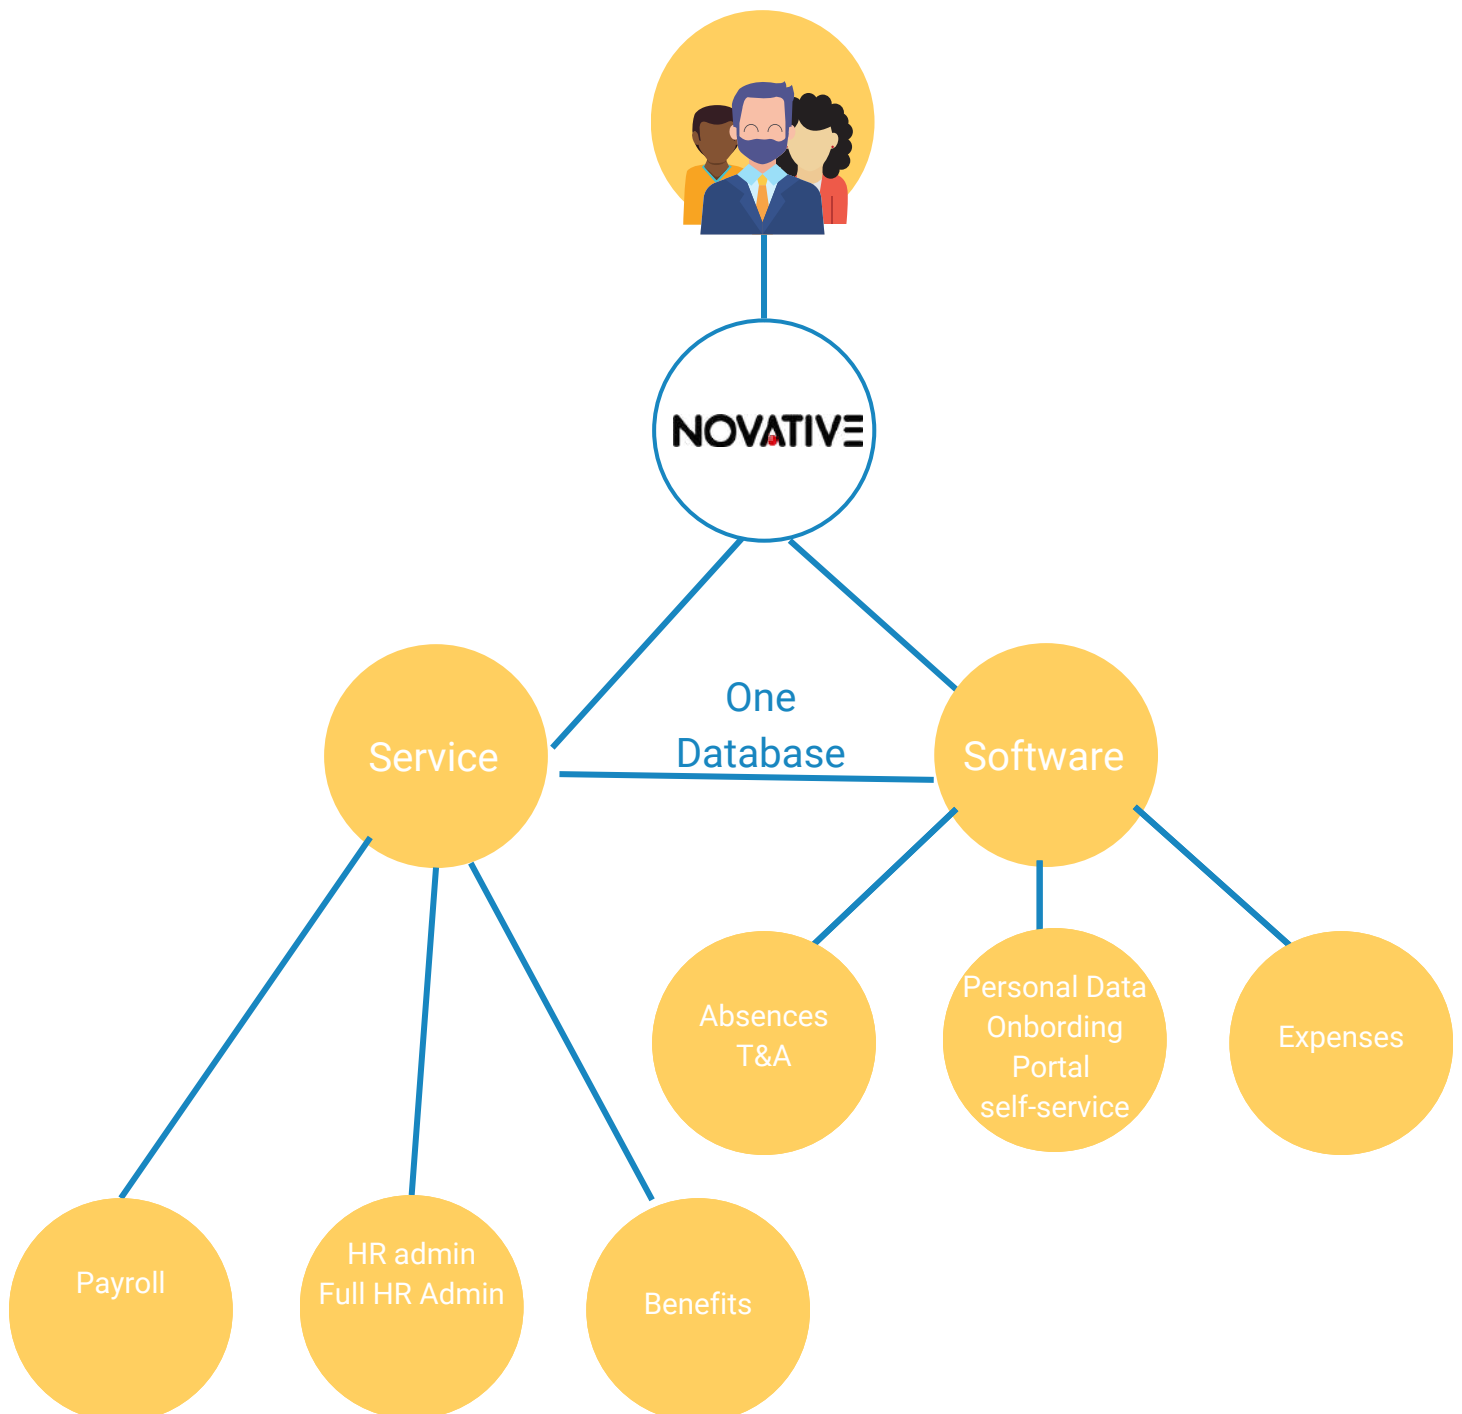 NOVATIVE
One
Database
Service
Software
Absences
T&A
Personal Data
Onbording
Portal
self-service
Expenses
Payroll
HR admin
Full HR Admin
Benefits